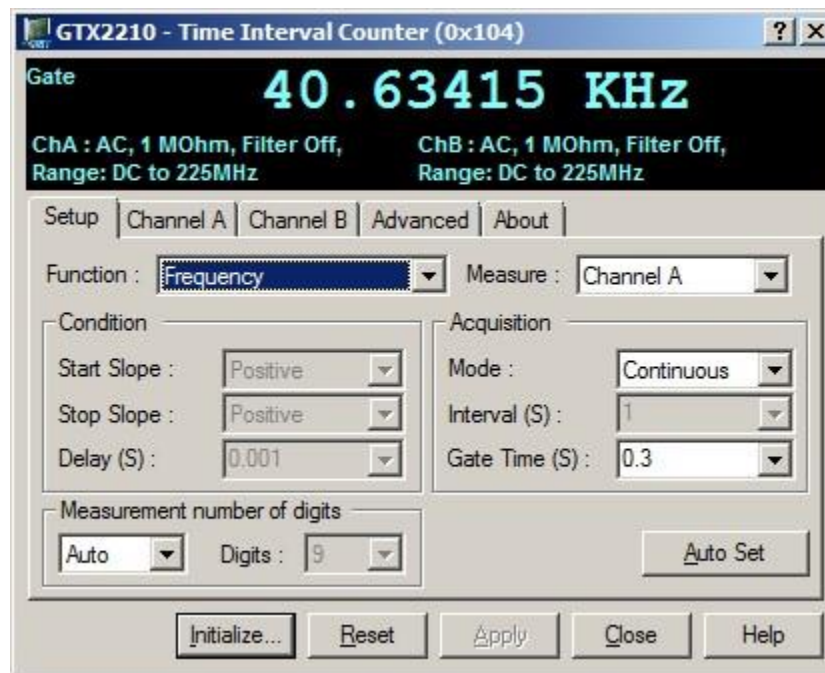 GTX2210 - Time Interval Counter (0x104)
Gate
40.63415 KHz
ChA : AC, 1 MOhm, Filter Off,
Range: DC to 225MHz
ChB : AC, 1 MOhm, Filter Off,
Range: DC to 225MHz
Setup Channel A Channel B Advanced About
Function : Frequency Measure : Channel A
Condition
Start Slope : Positive
Stop Slope : Positive
Delay (S) : 0.001
Acquisition
Mode : Continuous
Interval (S) : 1
Gate Time (S) : 0.3
Measurement number of digits
Auto Digits : 9
Auto Set
Initialize... Reset Apply Close Help